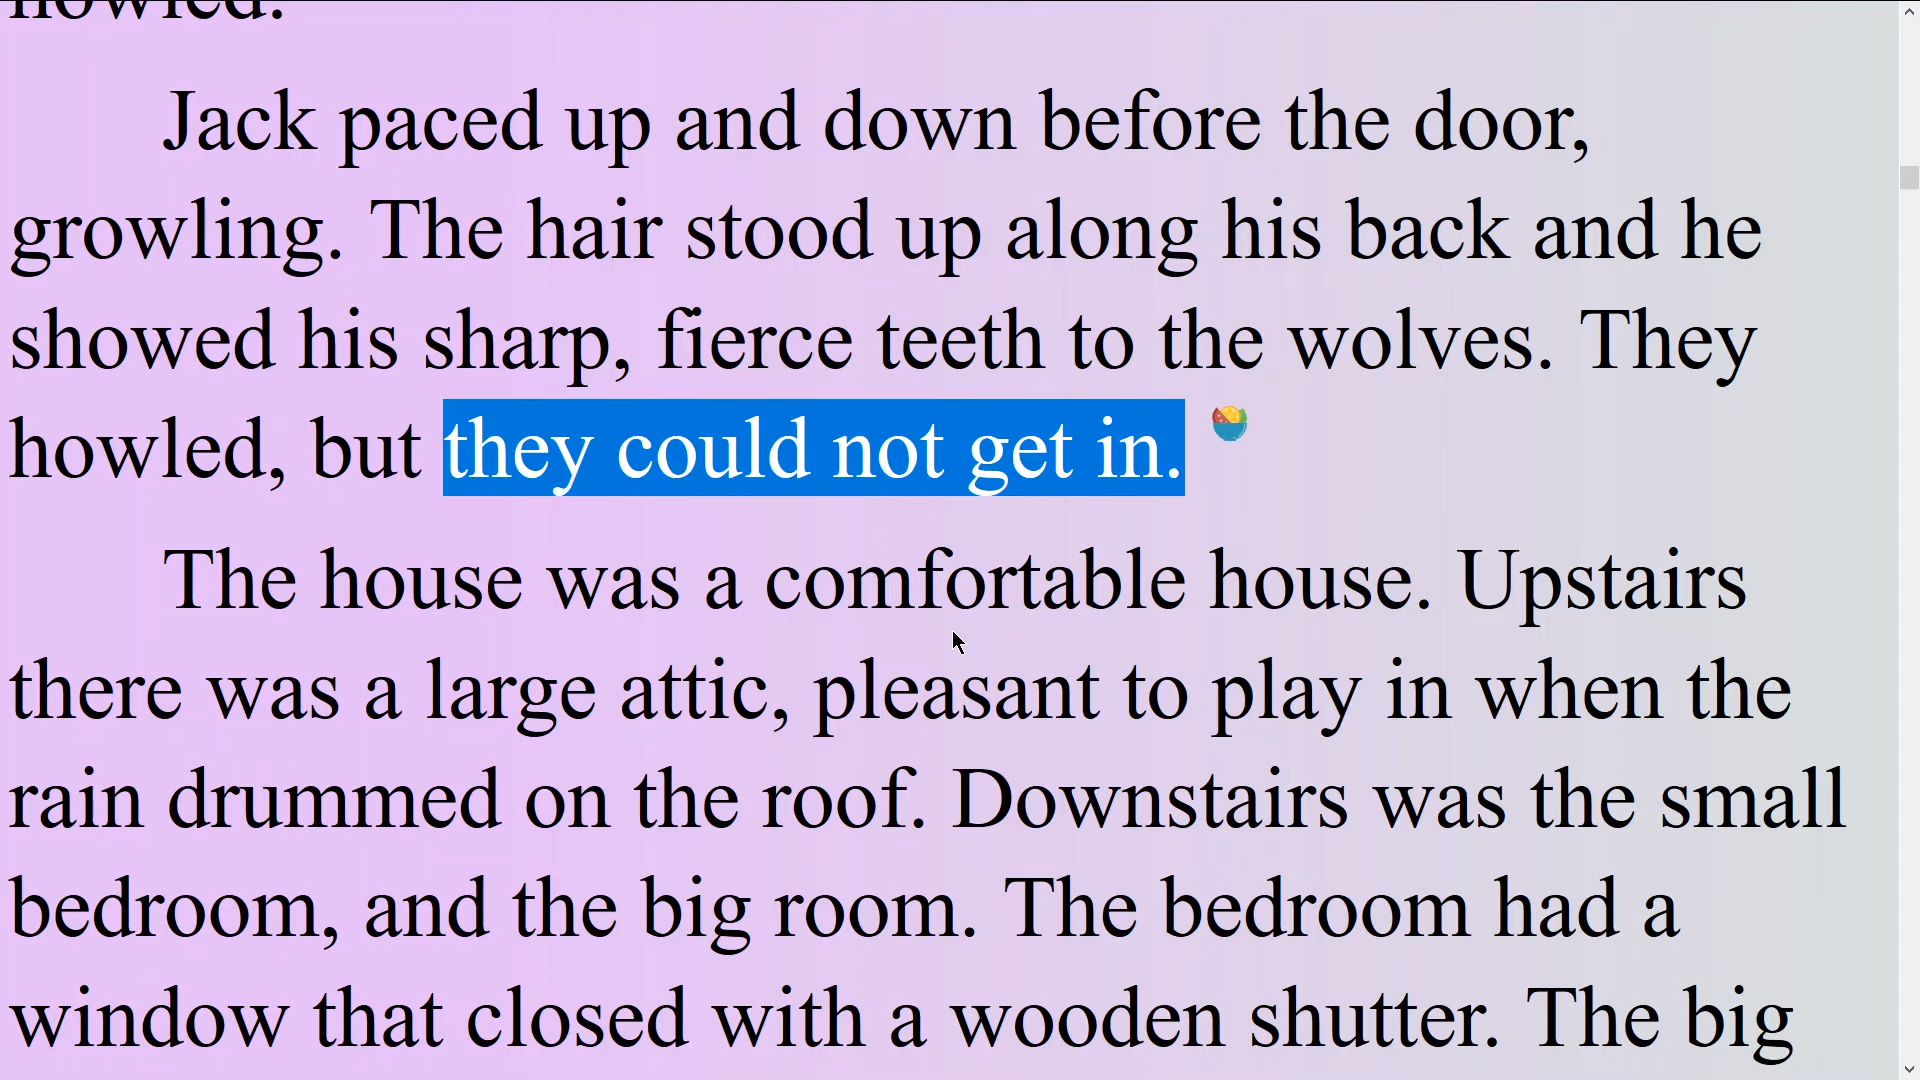 howled.
Jack paced up and down before the door,
growling. The hair stood up along his back and he
showed his sharp, fierce teeth to the wolves. They
howled, but they could not get in.
The house was a comfortable house. Upstairs
there was a large attic, pleasant to play in when the
rain drummed on the roof. Downstairs was the small
bedroom, and the big room. The bedroom had a
window that closed with a wooden shutter. The big